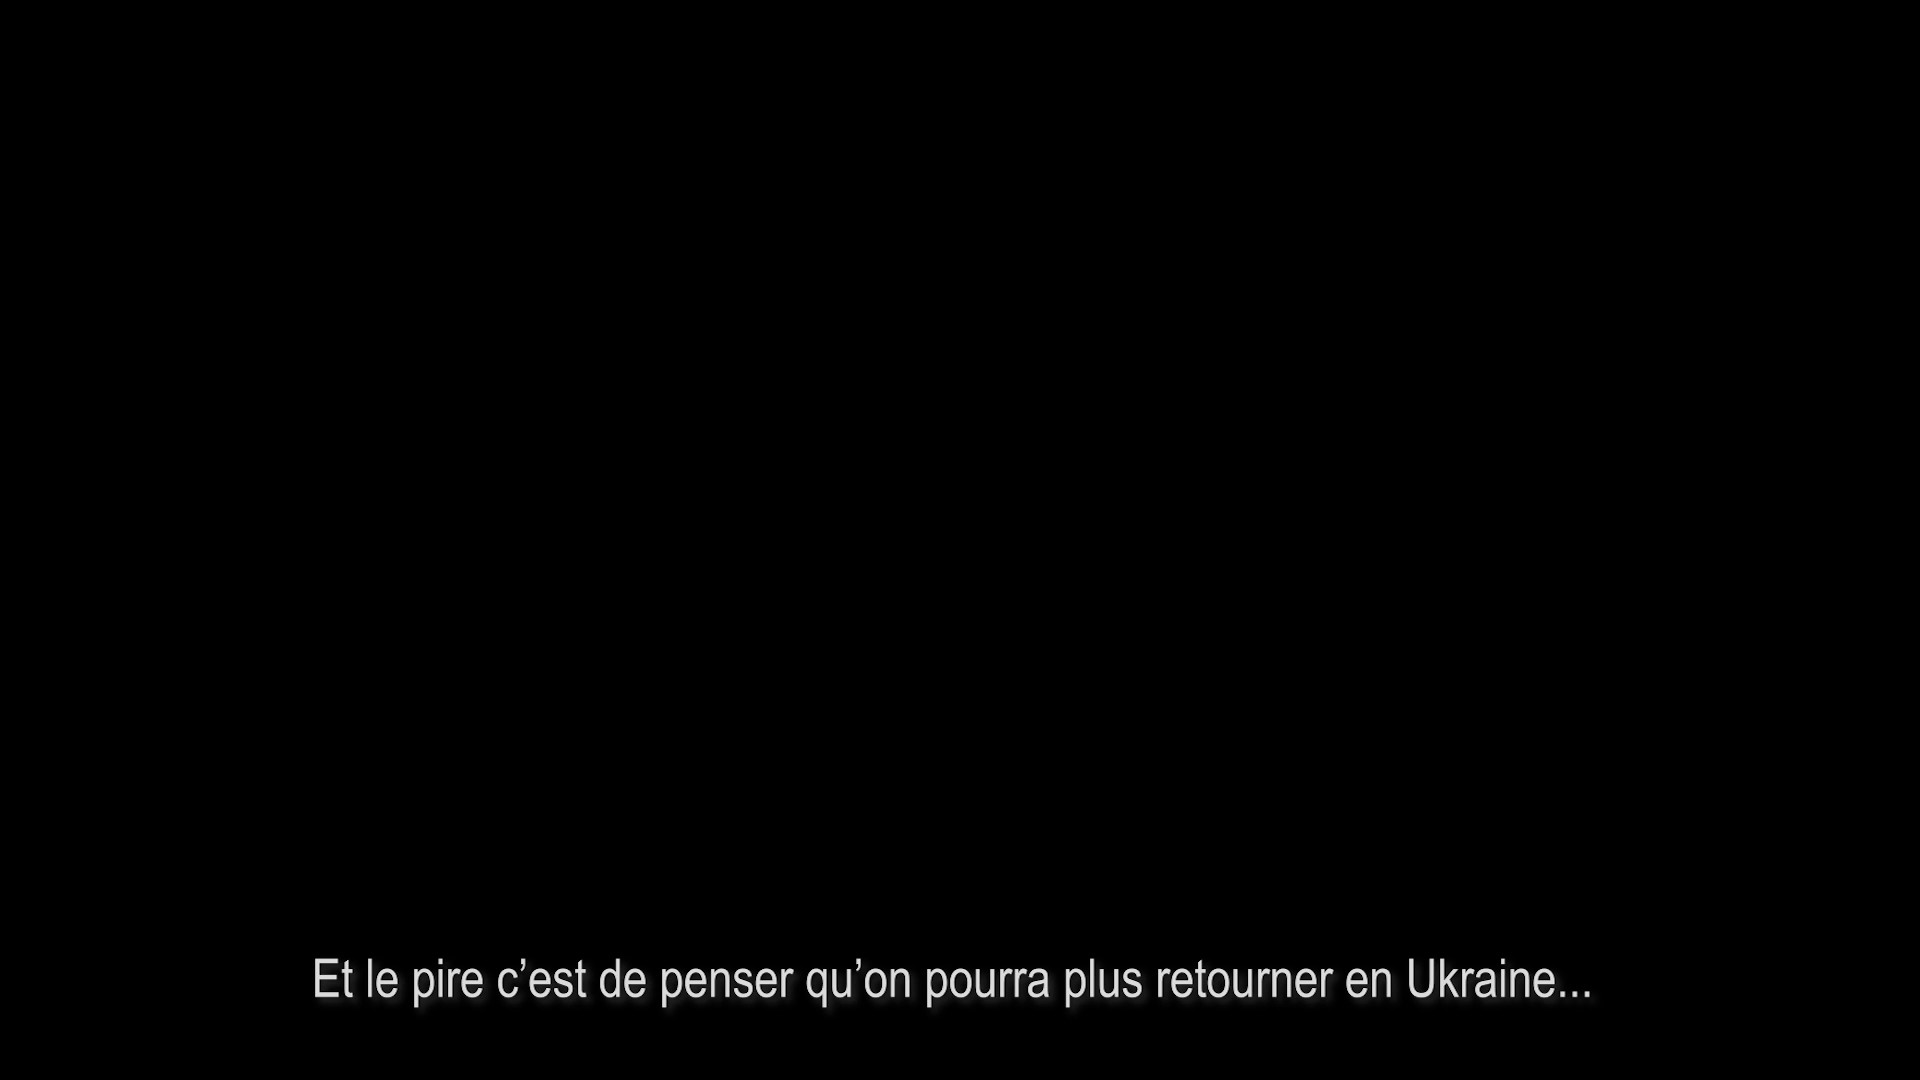 Et le pire c’est de penser qu’on pourra plus retourner en Ukraine...